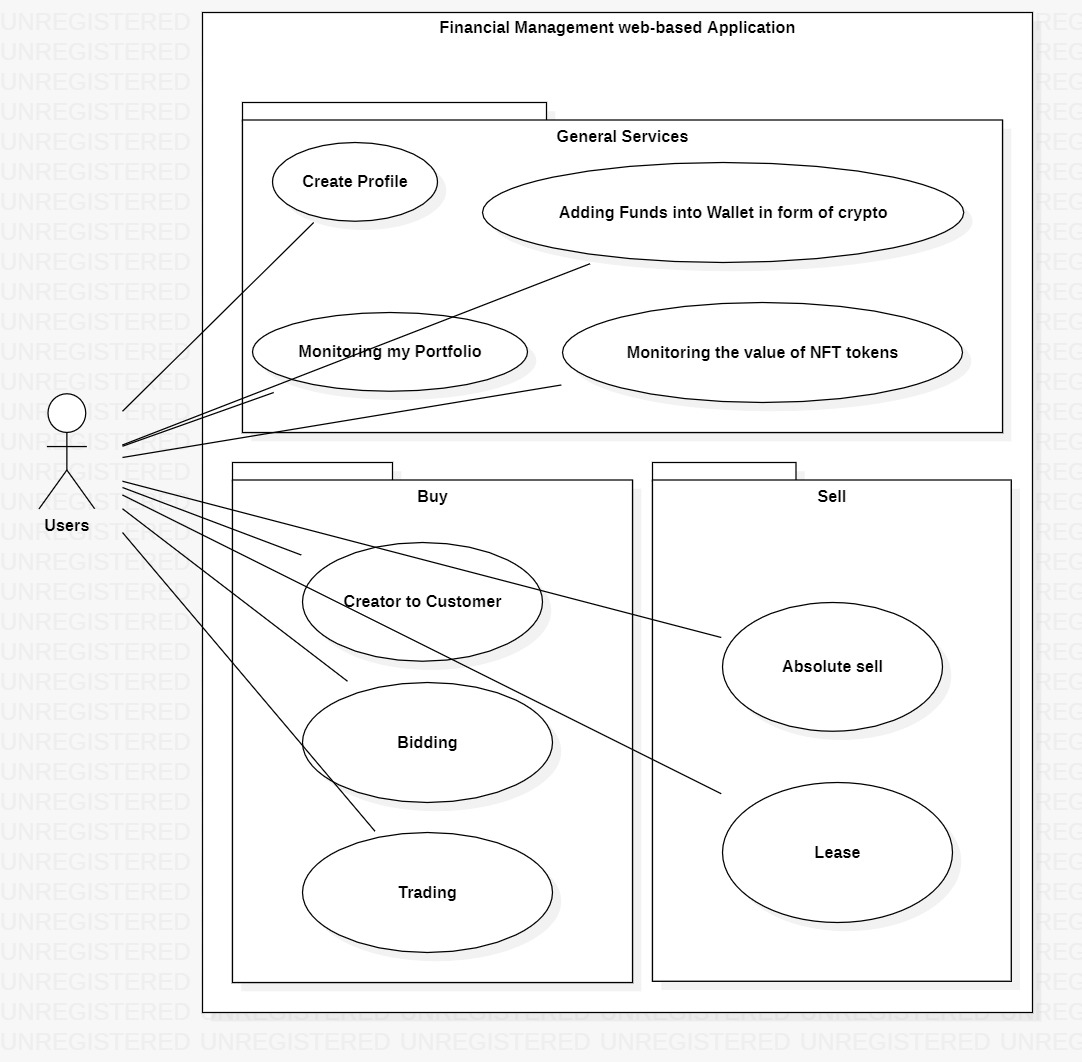 Financial Management web-based Application
General Services
Create Profile
Adding Funds into Wallet in form of crypto
Monitoring my Portfolio
Monitoring the value of NFT tokens
Users
Buy
Sell
Creator to Customer
Absolute sell
Bidding
Lease
Trading
UNREGISTERED UNREGISTERED UNREGISTERED UNREGISTERED UNREGISTERED